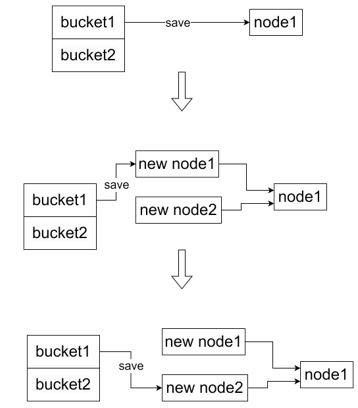 bucket1
save
node1
bucket2
new node1
save
bucket1
node1
new node2
bucket2
new node1
bucket1
save
node1
bucket2
new node2